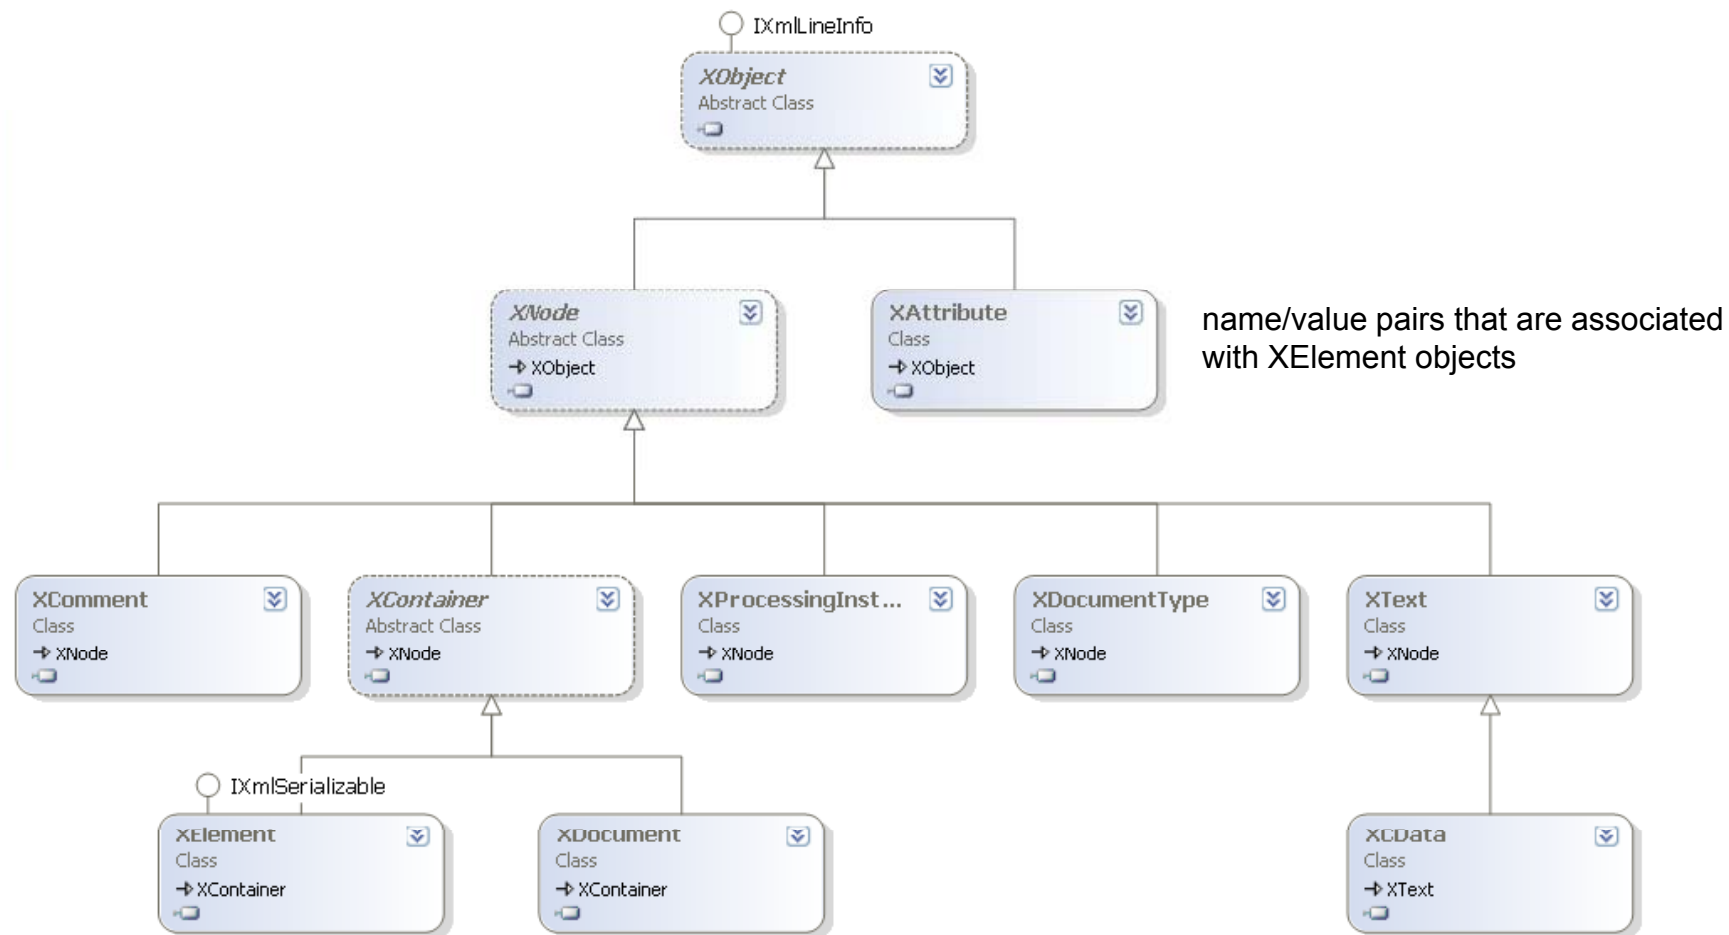 IXmlLineInfo
XObject
Abstract Class
XNode
Abstract Class
XObject
XAttribute
Class
XObject
name/value pairs that are associated
with XElement objects
XComment
Class
XNode
XContainer
Abstract Class
XNode
XProcessingInst...
Class
XNode
XDocumentType
Class
XNode
XText
Class
XNode
IXmlSerializable
XElement
Class
XContainer
XDocument
Class
XContainer
XCData
Class
XText